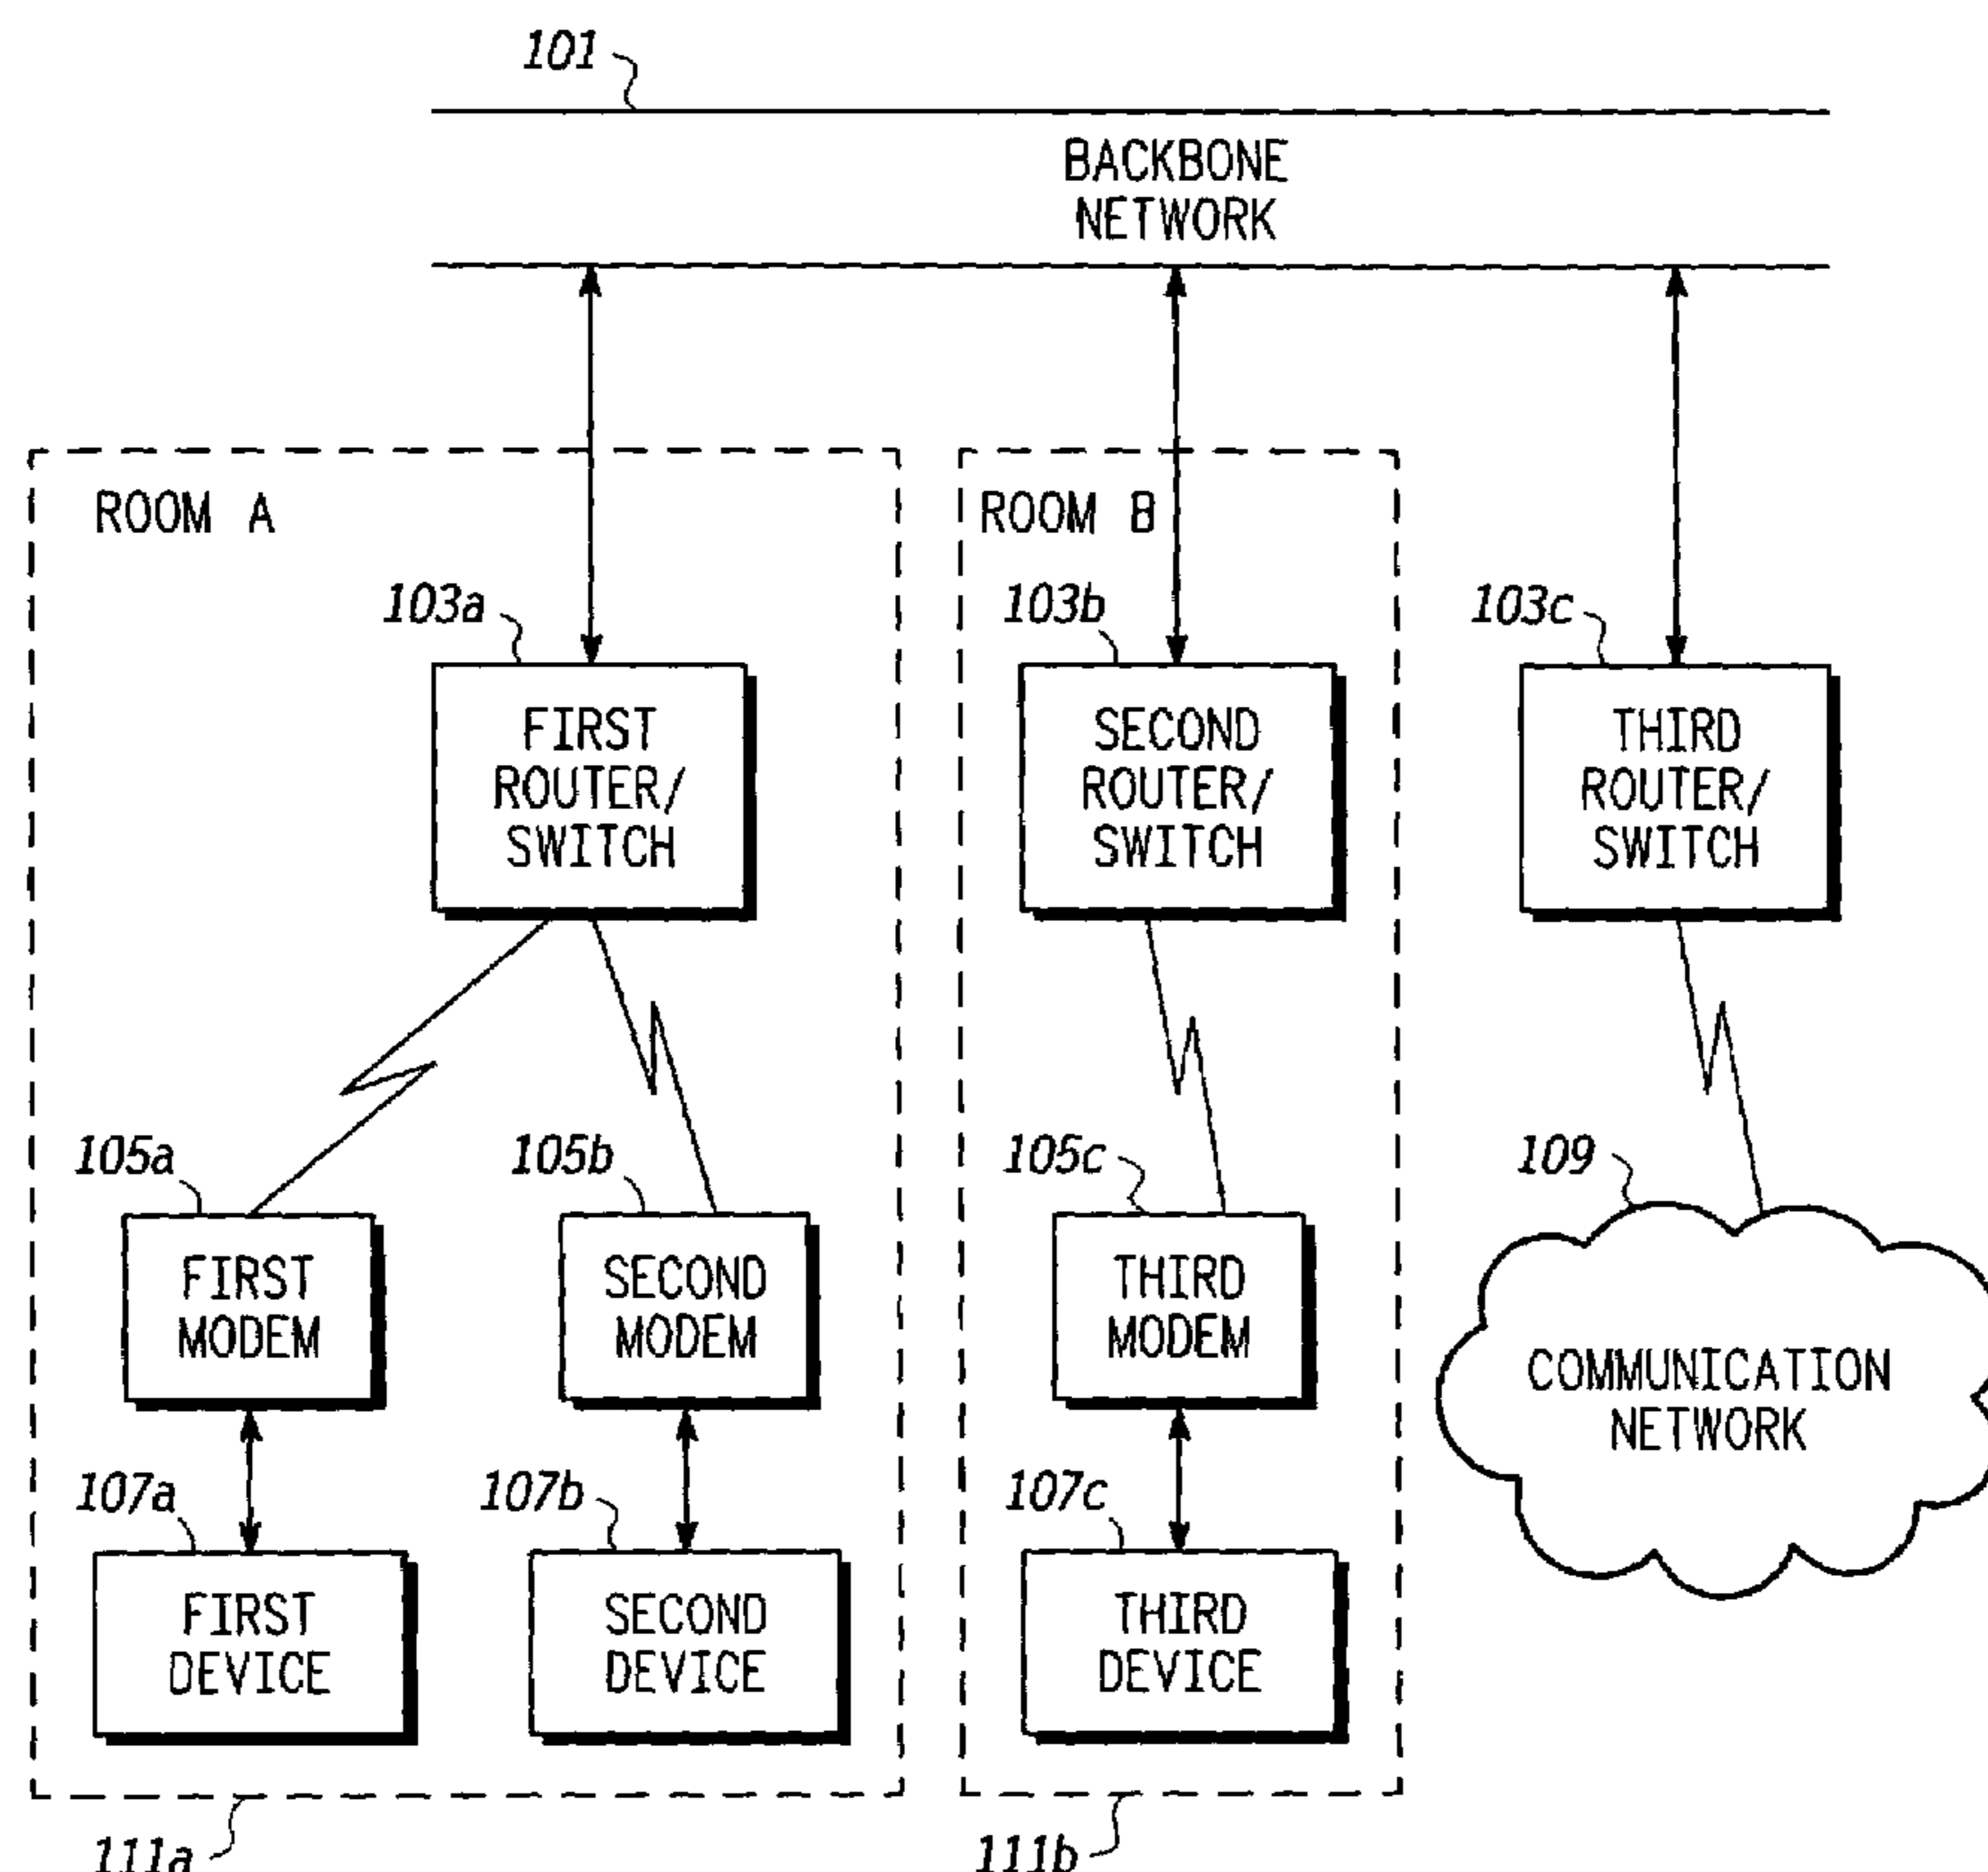 101
BACKBONE
NETWORK
ROOM A
ROOM B
103a
103b
103c
FIRST
ROUTER/
SWITCH
SECOND
ROUTER/
SWITCH
THIRD
ROUTER/
SWITCH
105a
105b
105c
109
FIRST
MODEM
SECOND
MODEM
THIRD
MODEM
COMMUNICATION
NETWORK
107a
107b
107c
FIRST
DEVICE
SECOND
DEVICE
THIRD
DEVICE
111a
111b